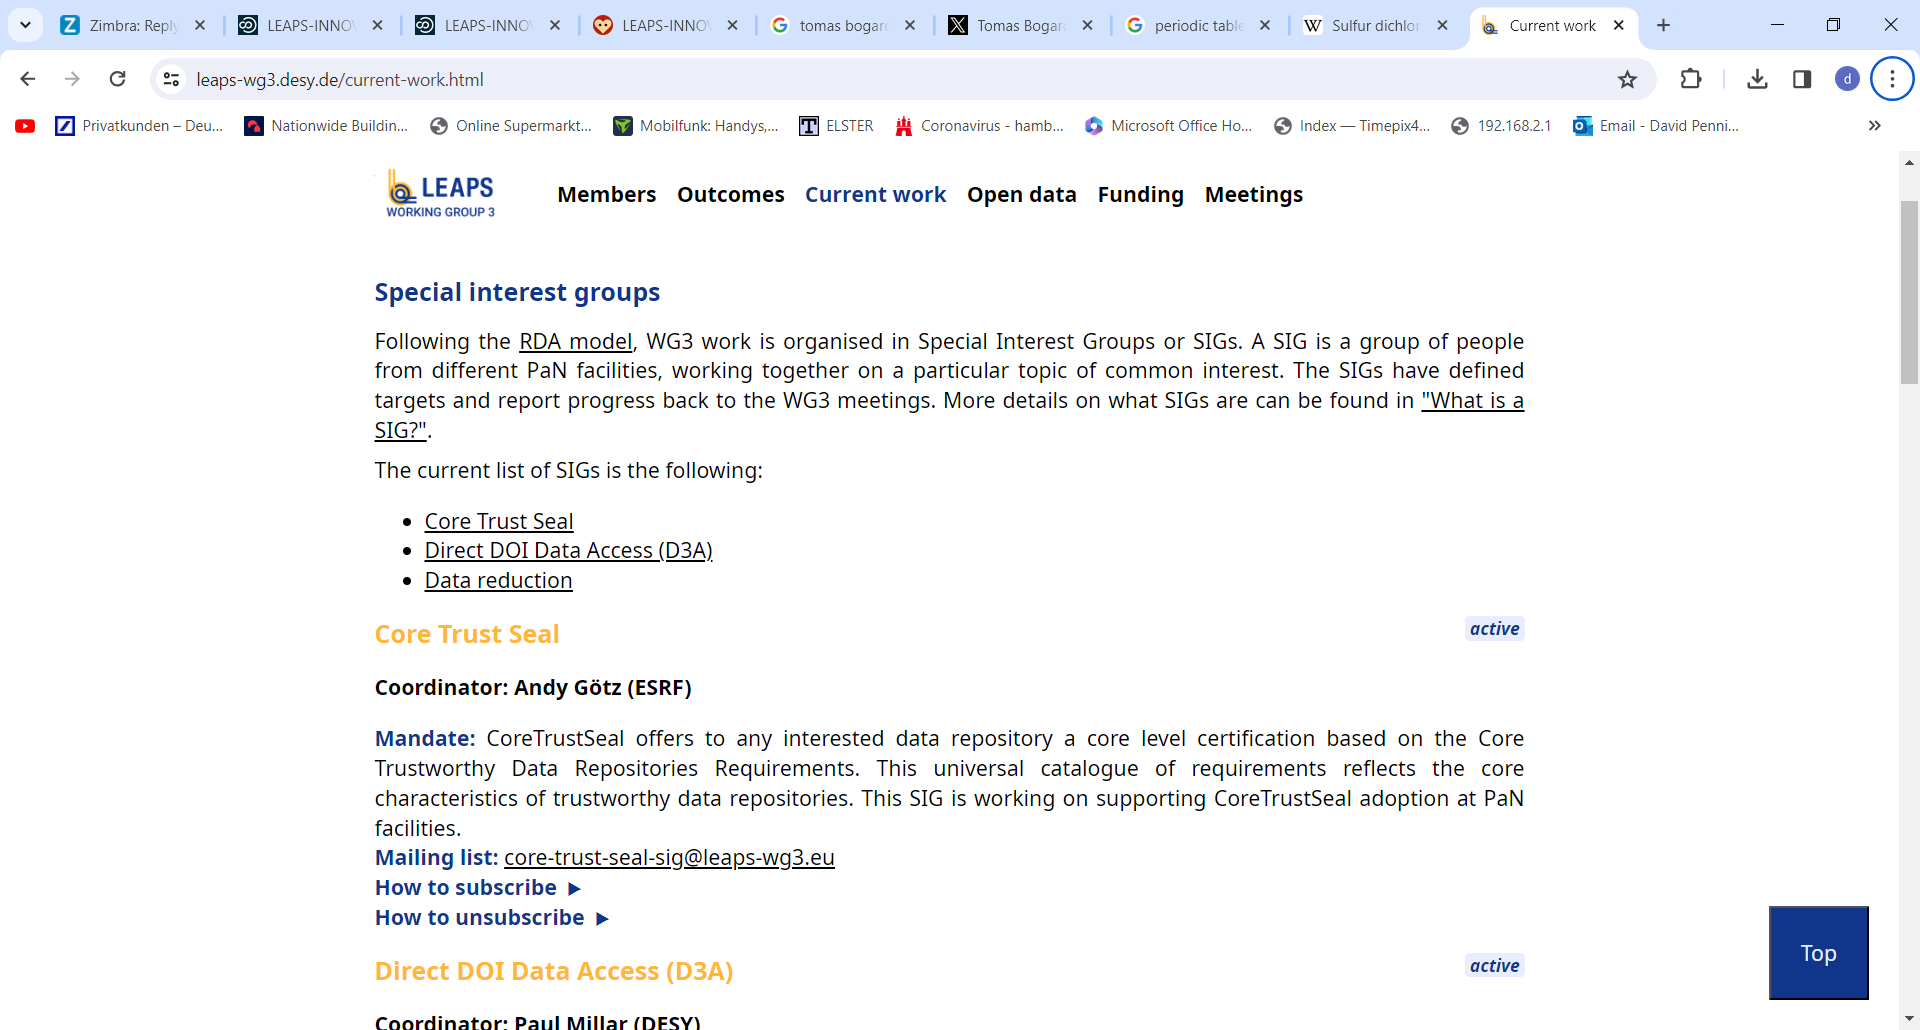 Zimbra: Reply
LEAPS-INNOV
LEAPS-INNOV
LEAPS-INNOV
tomas bogard
Tomas Bogard
periodic table
Sulfur dichlor
Current work
leaps-wg3.desy.de/current-work.html
d
Privatkunden – Deu...
Nationwide Buildin...
Online Supermarkt...
Mobilfunk: Handys,...
ELSTER
Coronavirus - hamb...
Microsoft Office Ho...
Index — Timepix4...
192.168.2.1
Email - David Penni...
LEAPS
WORKING GROUP 3
Members Outcomes Current work Open data Funding Meetings
Special interest groups
Following the RDA model, WG3 work is organised in Special Interest Groups or SIGs. A SIG is a group of people
from different PaN facilities, working together on a particular topic of common interest. The SIGs have defined
targets and report progress back to the WG3 meetings. More details on what SIGs are can be found in "What is a
SIG?".
The current list of SIGs is the following:
Core Trust Seal
Direct DOI Data Access (D3A)
Data reduction
Core Trust Seal
active
Coordinator: Andy Götz (ESRF)
Mandate: CoreTrustSeal offers to any interested data repository a core level certification based on the Core
Trustworthy Data Repositories Requirements. This universal catalogue of requirements reflects the core
characteristics of trustworthy data repositories. This SIG is working on supporting CoreTrustSeal adoption at PaN
facilities.
Mailing list: core-trust-seal-sig@leaps-wg3.eu
How to subscribe
How to unsubscribe
Direct DOI Data Access (D3A)
active
Top
Coordinator: Paul Millar (DESY)